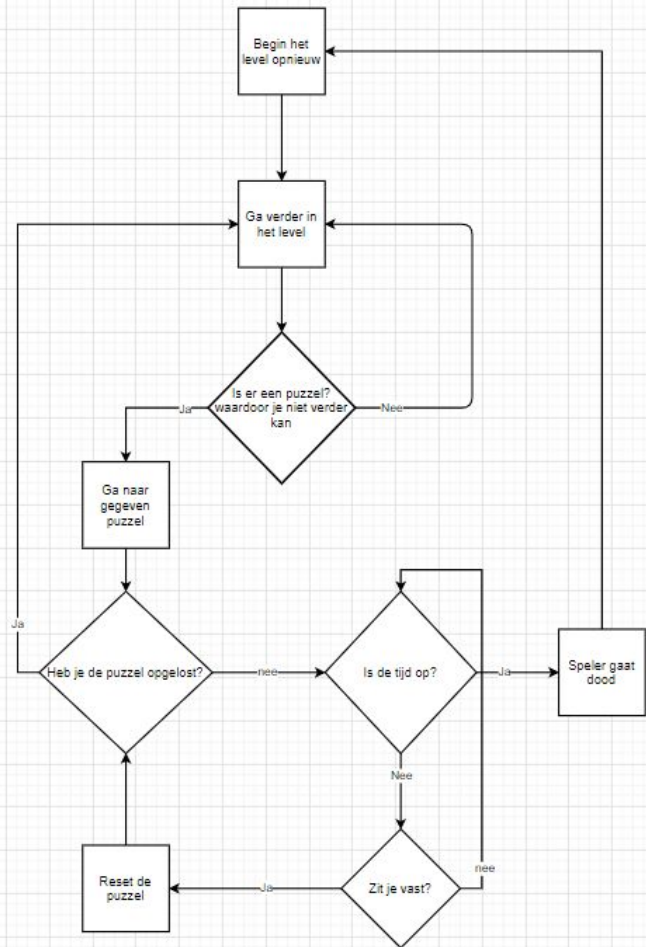 Begin het
level opnieuw
Ga verder in
het level
Is er een puzzel?
waardoor je niet verder
kan
Ja
Nee
Ga naar
gegeven
puzzel
Ja
Heb je de puzzel opgelost?
nee
Is de tijd op?
Ja
Speler gaat
dood
Nee
Reset de
puzzel
Ja
Zit je vast?
nee